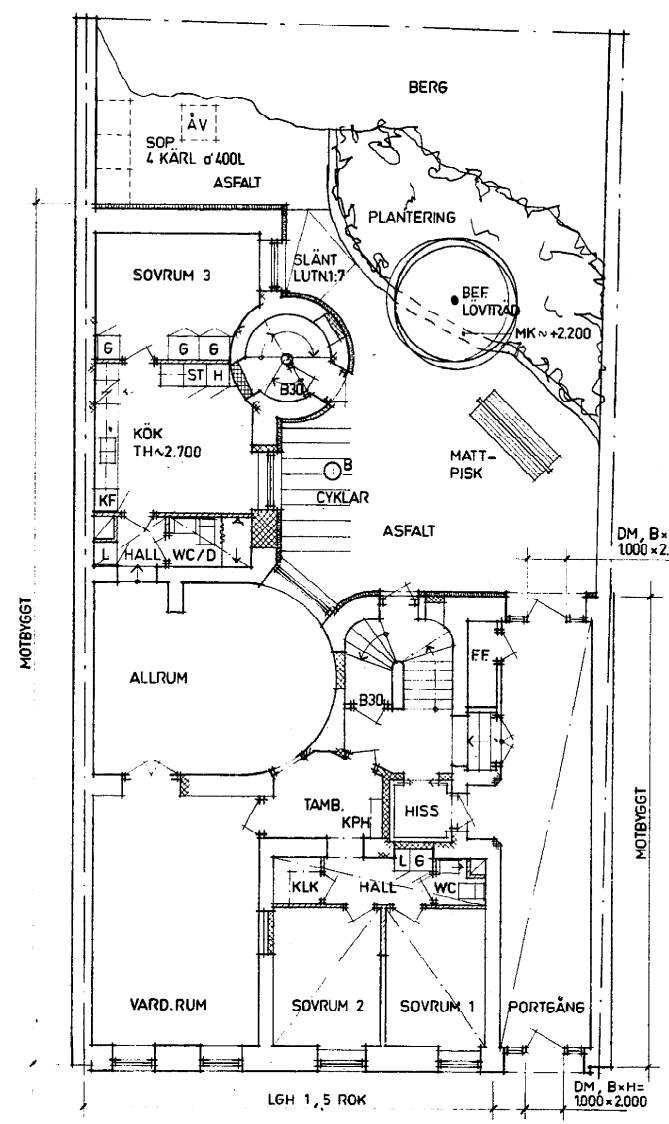 BERG
ÅV
SOP.
4 KÄRL á 400L
ASFALT
PLANTERING
SLÄNT
LUTN.1:7
SOVRUM 3
BEF.
LÖVTRÄD
MK ~ +2.200
G
G
G
ST
H
B30
KÖK
TH~2.700
MATT-
PISK
B
CYKLAR
KF
ASFALT
DM, B×
1.000×2.
L
HALL
WC/D
MOTBYGGT
F.F.
ALLRUM
B30
TAMB.
KPH
HISS
MOTBYGGT
L
G
KLK
HALL
WC
VARD.RUM
SOVRUM 2
SOVRUM 1
PORTGÅNG
DM, B×H=
1.000×2.000
LGH 1, 5 ROK